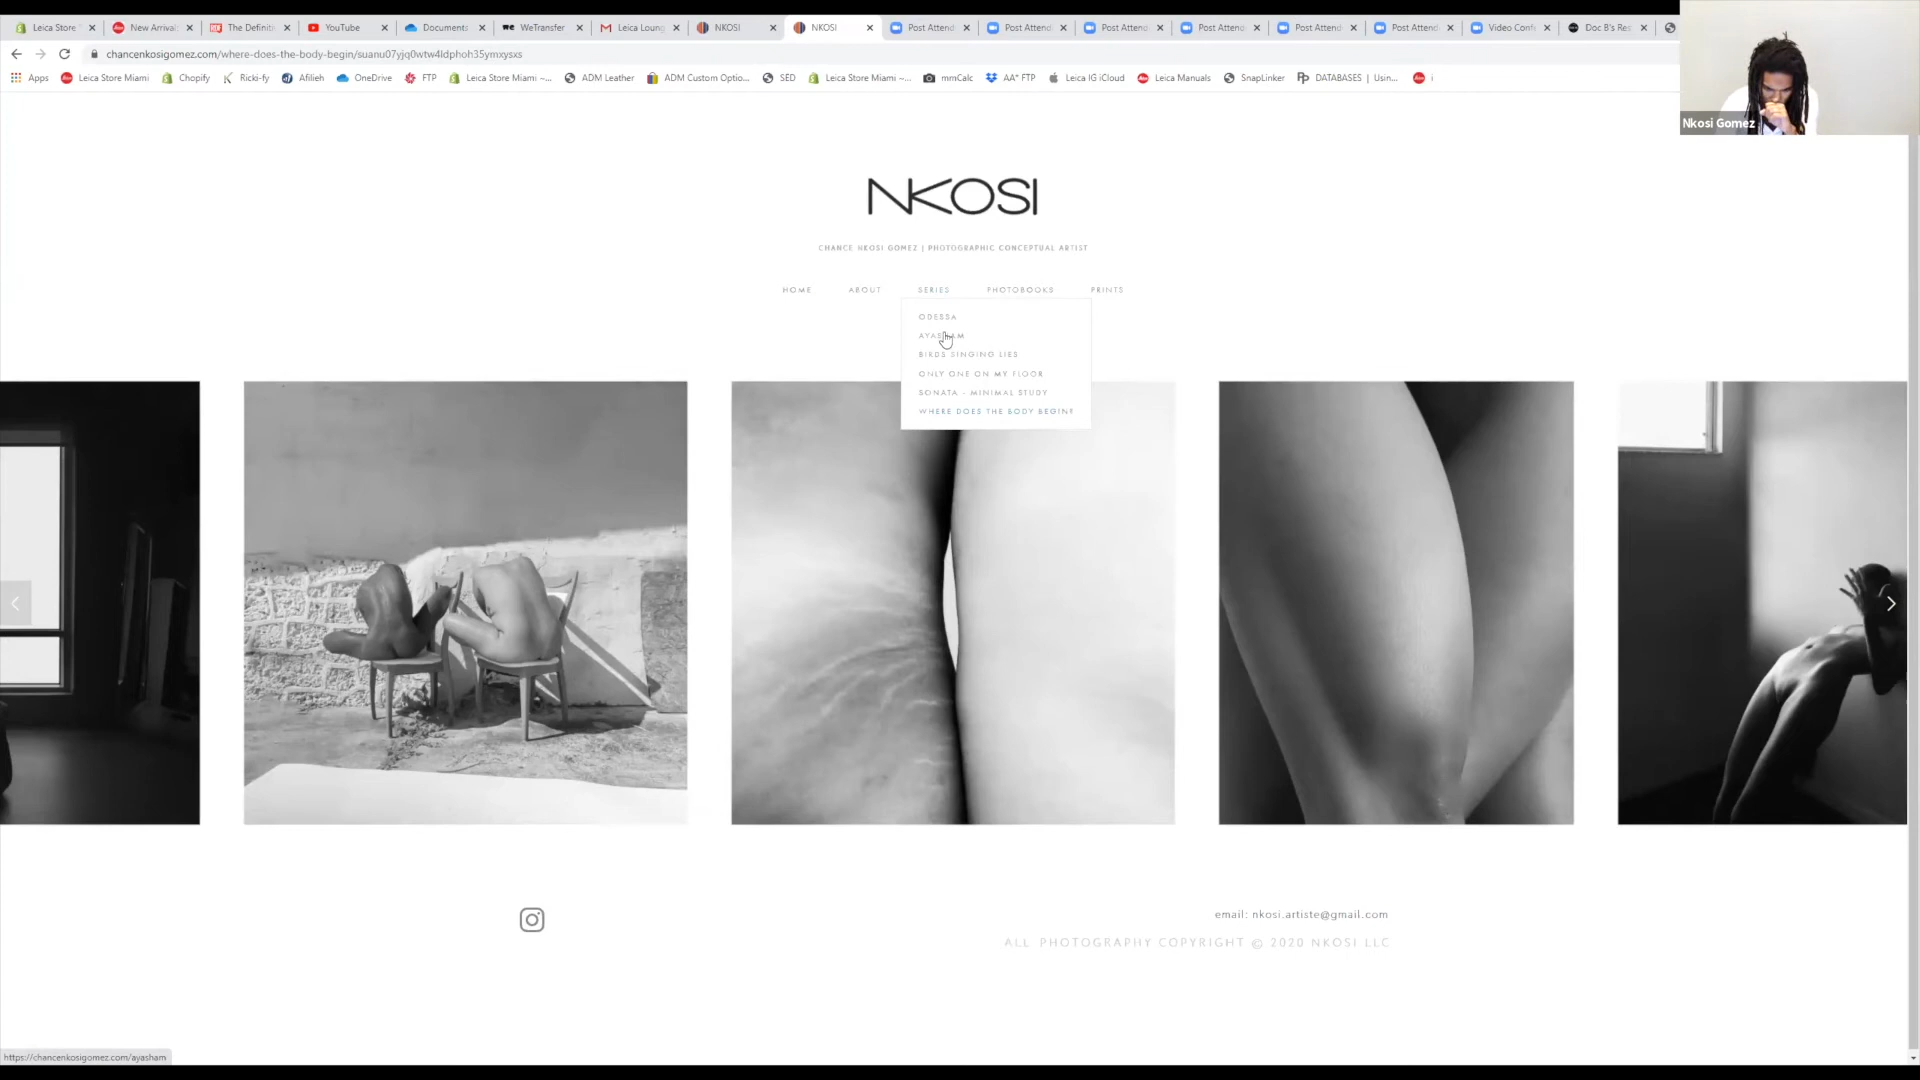 Leica Store
New Arrival
The Definiti
YouTube
Documents
WeTransfer
Leica Loung
NKOSI
NKOSI
Post Attend
Post Attend
Post Attend
Post Attend
Post Attend
Post Attend
Video Confe
Doc B's Res
chancenkosigomez.com/where-does-the-body-begin/suanu07yjq0wtw4ldphoh35ymxysxs
Apps
Leica Store Miami
Chopify
Ricki-fy
Afilieh
OneDrive
FTP
Leica Store Miami ~...
ADM Leather
ADM Custom Optio...
SED
Leica Store Miami ~...
mmCalc
AA* FTP
Leica IG iCloud
Leica Manuals
SnapLinker
DATABASES | Usin...
i
Nkosi Gomez
NKOSI
CHANCE NKOSI GOMEZ | PHOTOGRAPHIC CONCEPTUAL ARTIST
HOME ABOUT SERIES PHOTOBOOKS PRINTS
ODESSA
AYASHAM
BIRDS SINGING LIES
ONLY ONE ON MY FLOOR
SONATA - MINIMAL STUDY
WHERE DOES THE BODY BEGIN?
email: nkosi.artiste@gmail.com
ALL PHOTOGRAPHY COPYRIGHT © 2020 NKOSI LLC
https://chancenkosigomez.com/ayasham